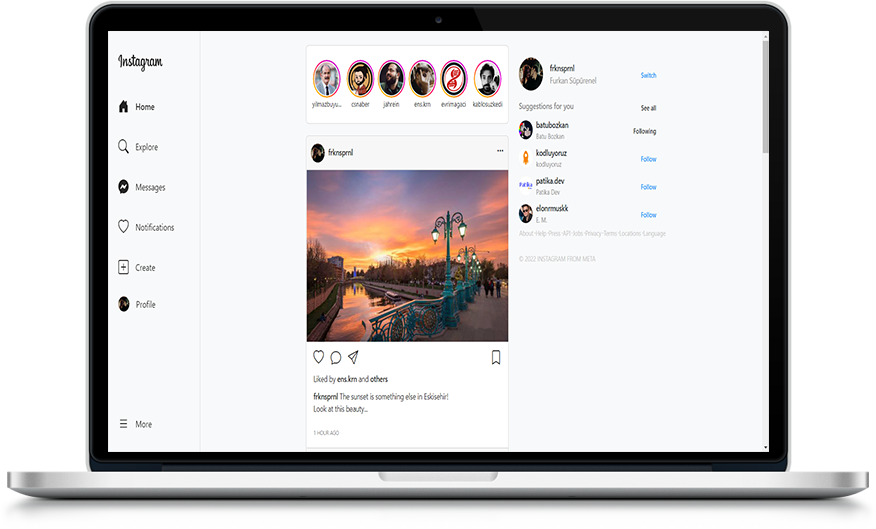 Instagram
Home
Explore
Messages
Notifications
Create
Profile
More
yilmazbuyu... csnaber jahrein ens.krn evrimagaci kablosuzkedi
frknsprnl
Liked by ens.krn and others
frknsprnl The sunset is something else in Eskisehir!
Look at this beauty...
1 HOUR AGO
frknsprnl
Furkan Süpürenel
Switch
Suggestions for you See all
batubozkan
Batu Bozkan
Following
kodluyoruz
kodluyoruz
Follow
Patika
patika.dev
Patika Dev
Follow
elonrmuskk
E. M.
Follow
About·Help·Press·API·Jobs·Privacy·Terms·Locations·Language
© 2022 INSTAGRAM FROM META